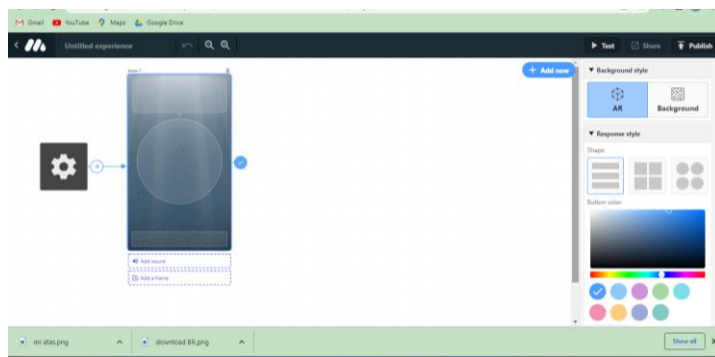 Gmail YouTube Maps Google Drive
Untitled experience
Test Share Publish
Add new
Background style
AR Background
Response style
Shape
Button color
Add sound
Add a frame
mi atas.png download BR.png Show all